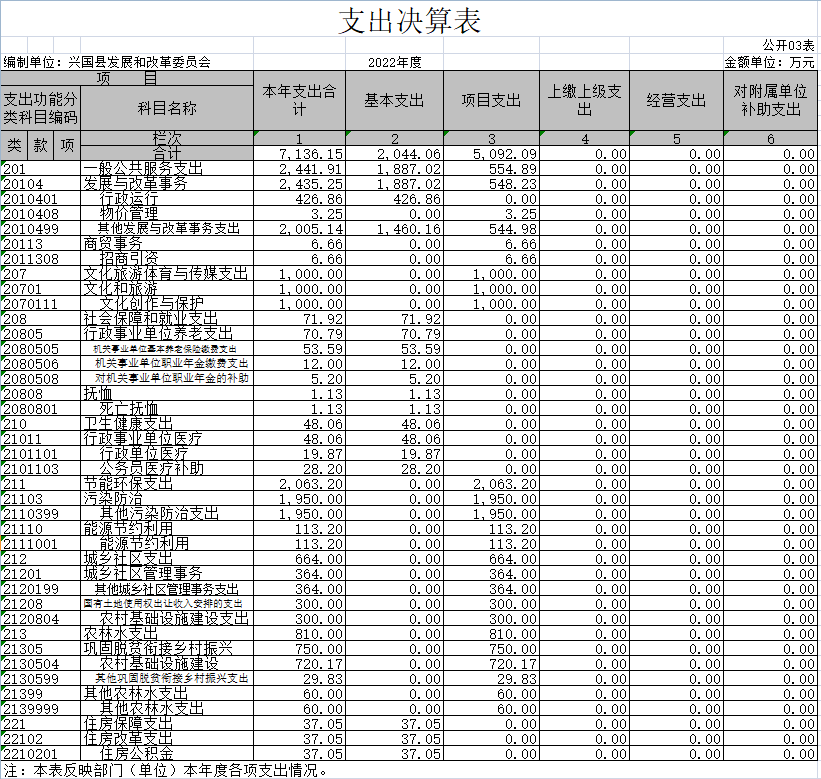 支出决算表
公开03表
编制单位：兴国县发展和改革委员会 2022年度 金额单位：万元
项 目 本年支出合计 基本支出 项目支出 上缴上级支出 经营支出 对附属单位补助支出
支出功能分类科目编码 科目名称
类 款 项 栏次 1 2 3 4 5 6
合计 7,136.15 2,044.06 5,092.09 0.00 0.00 0.00
201 一般公共服务支出 2,441.91 1,887.02 554.89 0.00 0.00 0.00
20104 发展与改革事务 2,435.25 1,887.02 548.23 0.00 0.00 0.00
2010401 行政运行 426.86 426.86 0.00 0.00 0.00 0.00
2010408 物价管理 3.25 0.00 3.25 0.00 0.00 0.00
2010499 其他发展与改革事务支出 2,005.14 1,460.16 544.98 0.00 0.00 0.00
20113 商贸事务 6.66 0.00 6.66 0.00 0.00 0.00
2011308 招商引资 6.66 0.00 6.66 0.00 0.00 0.00
207 文化旅游体育与传媒支出 1,000.00 0.00 1,000.00 0.00 0.00 0.00
20701 文化和旅游 1,000.00 0.00 1,000.00 0.00 0.00 0.00
2070111 文化创作与保护 1,000.00 0.00 1,000.00 0.00 0.00 0.00
208 社会保障和就业支出 71.92 71.92 0.00 0.00 0.00 0.00
20805 行政事业单位养老支出 70.79 70.79 0.00 0.00 0.00 0.00
2080505 机关事业单位基本养老保险缴费支出 53.59 53.59 0.00 0.00 0.00 0.00
2080506 机关事业单位职业年金缴费支出 12.00 12.00 0.00 0.00 0.00 0.00
2080508 对机关事业单位职业年金的补助 5.20 5.20 0.00 0.00 0.00 0.00
20808 抚恤 1.13 1.13 0.00 0.00 0.00 0.00
2080801 死亡抚恤 1.13 1.13 0.00 0.00 0.00 0.00
210 卫生健康支出 48.06 48.06 0.00 0.00 0.00 0.00
21011 行政事业单位医疗 48.06 48.06 0.00 0.00 0.00 0.00
2101101 行政单位医疗 19.87 19.87 0.00 0.00 0.00 0.00
2101103 公务员医疗补助 28.20 28.20 0.00 0.00 0.00 0.00
211 节能环保支出 2,063.20 0.00 2,063.20 0.00 0.00 0.00
21103 污染防治 1,950.00 0.00 1,950.00 0.00 0.00 0.00
2110399 其他污染防治支出 1,950.00 0.00 1,950.00 0.00 0.00 0.00
21110 能源节约利用 113.20 0.00 113.20 0.00 0.00 0.00
2111001 能源节约利用 113.20 0.00 113.20 0.00 0.00 0.00
212 城乡社区支出 664.00 0.00 664.00 0.00 0.00 0.00
21201 城乡社区管理事务 364.00 0.00 364.00 0.00 0.00 0.00
2120199 其他城乡社区管理事务支出 364.00 0.00 364.00 0.00 0.00 0.00
21208 国有土地使用权出让收入安排的支出 300.00 0.00 300.00 0.00 0.00 0.00
2120804 农村基础设施建设支出 300.00 0.00 300.00 0.00 0.00 0.00
213 农林水支出 810.00 0.00 810.00 0.00 0.00 0.00
21305 巩固脱贫衔接乡村振兴 750.00 0.00 750.00 0.00 0.00 0.00
2130504 农村基础设施建设 720.17 0.00 720.17 0.00 0.00 0.00
2130599 其他巩固脱贫衔接乡村振兴支出 29.83 0.00 29.83 0.00 0.00 0.00
21399 其他农林水支出 60.00 0.00 60.00 0.00 0.00 0.00
2139999 其他农林水支出 60.00 0.00 60.00 0.00 0.00 0.00
221 住房保障支出 37.05 37.05 0.00 0.00 0.00 0.00
22102 住房改革支出 37.05 37.05 0.00 0.00 0.00 0.00
2210201 住房公积金 37.05 37.05 0.00 0.00 0.00 0.00
注：本表反映部门（单位）本年度各项支出情况。